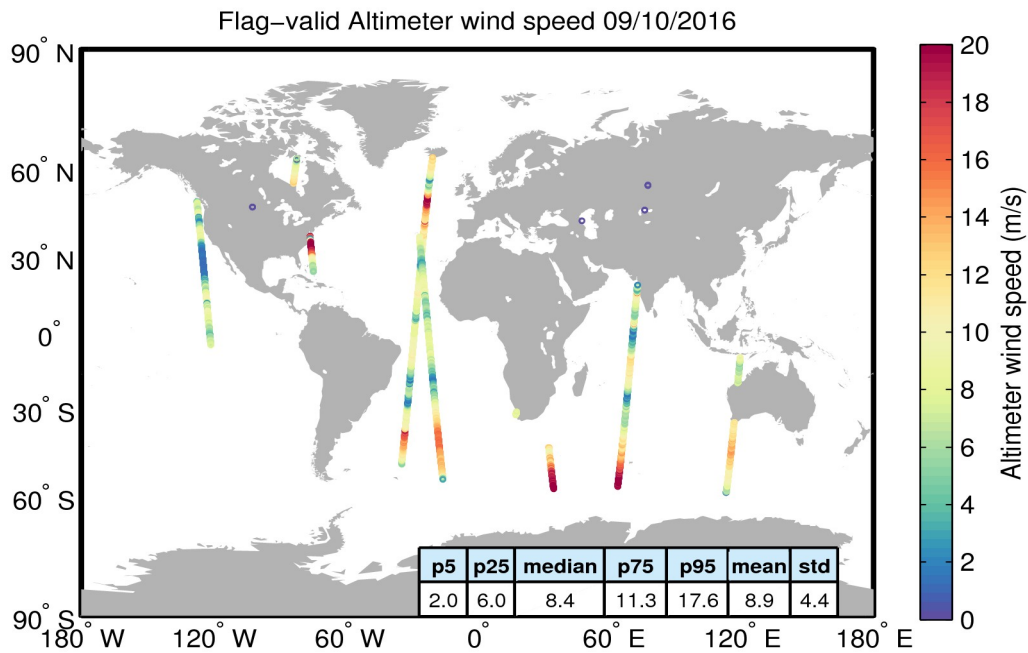 Flag−valid Altimeter wind speed 09/10/2016
90° N
60° N
30° N
0°
30° S
60° S
90° S
180° W
120° W
60° W
0°
60° E
120° E
180° E
p5 p25 median p75 p95 mean std
2.0 6.0 8.4 11.3 17.6 8.9 4.4
20
18
16
14
12
10
8
6
4
2
0
Altimeter wind speed (m/s)